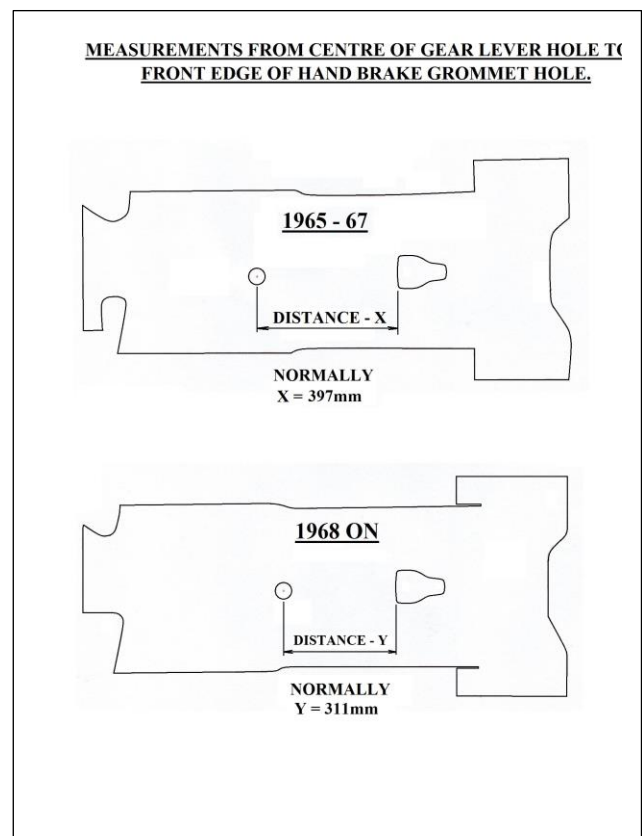 MEASUREMENTS FROM CENTRE OF GEAR LEVER HOLE TO
FRONT EDGE OF HAND BRAKE GROMMET HOLE.
1965 - 67
DISTANCE - X
NORMALLY
X = 397mm
1968 ON
DISTANCE - Y
NORMALLY
Y = 311mm